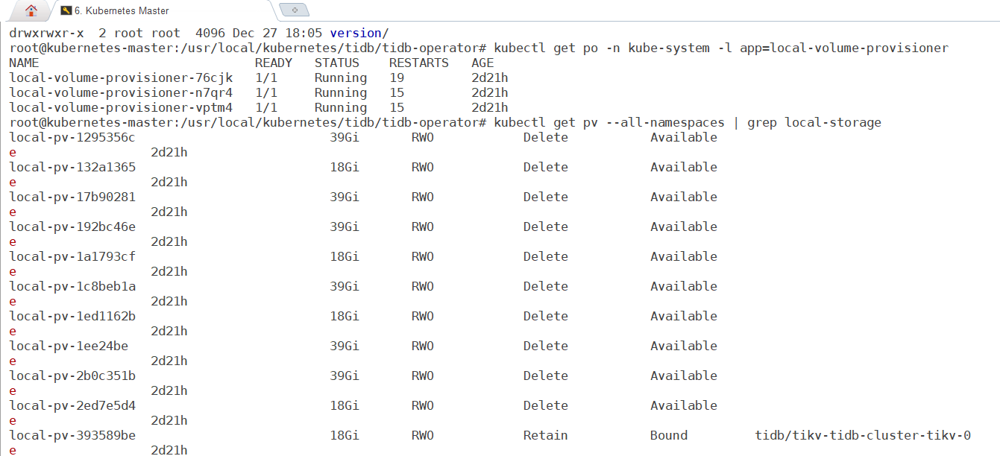 6. Kubernetes Master
drwxrwxr-x  2 root root  4096 Dec 27 18:05 version/
root@kubernetes-master:/usr/local/kubernetes/tidb/tidb-operator# kubectl get po -n kube-system -l app=local-volume-provisioner
NAME                             READY   STATUS    RESTARTS   AGE
local-volume-provisioner-76cjk   1/1     Running   19         2d21h
local-volume-provisioner-n7qr4   1/1     Running   15         2d21h
local-volume-provisioner-vptm4   1/1     Running   15         2d21h
root@kubernetes-master:/usr/local/kubernetes/tidb/tidb-operator# kubectl get pv --all-namespaces | grep local-storage
local-pv-1295356c                          39Gi       RWO            Delete           Available
e                  2d21h
local-pv-132a1365                          18Gi       RWO            Delete           Available
e                  2d21h
local-pv-17b90281                          39Gi       RWO            Delete           Available
e                  2d21h
local-pv-192bc46e                          39Gi       RWO            Delete           Available
e                  2d21h
local-pv-1a1793cf                          18Gi       RWO            Delete           Available
e                  2d21h
local-pv-1c8beb1a                          39Gi       RWO            Delete           Available
e                  2d21h
local-pv-1ed1162b                          18Gi       RWO            Delete           Available
e                  2d21h
local-pv-1ee24be                           39Gi       RWO            Delete           Available
e                  2d21h
local-pv-2b0c351b                          39Gi       RWO            Delete           Available
e                  2d21h
local-pv-2ed7e5d4                          18Gi       RWO            Delete           Available
e                  2d21h
local-pv-393589be                          18Gi       RWO            Retain           Bound         tidb/tikv-tidb-cluster-tikv-0
e                  2d21h